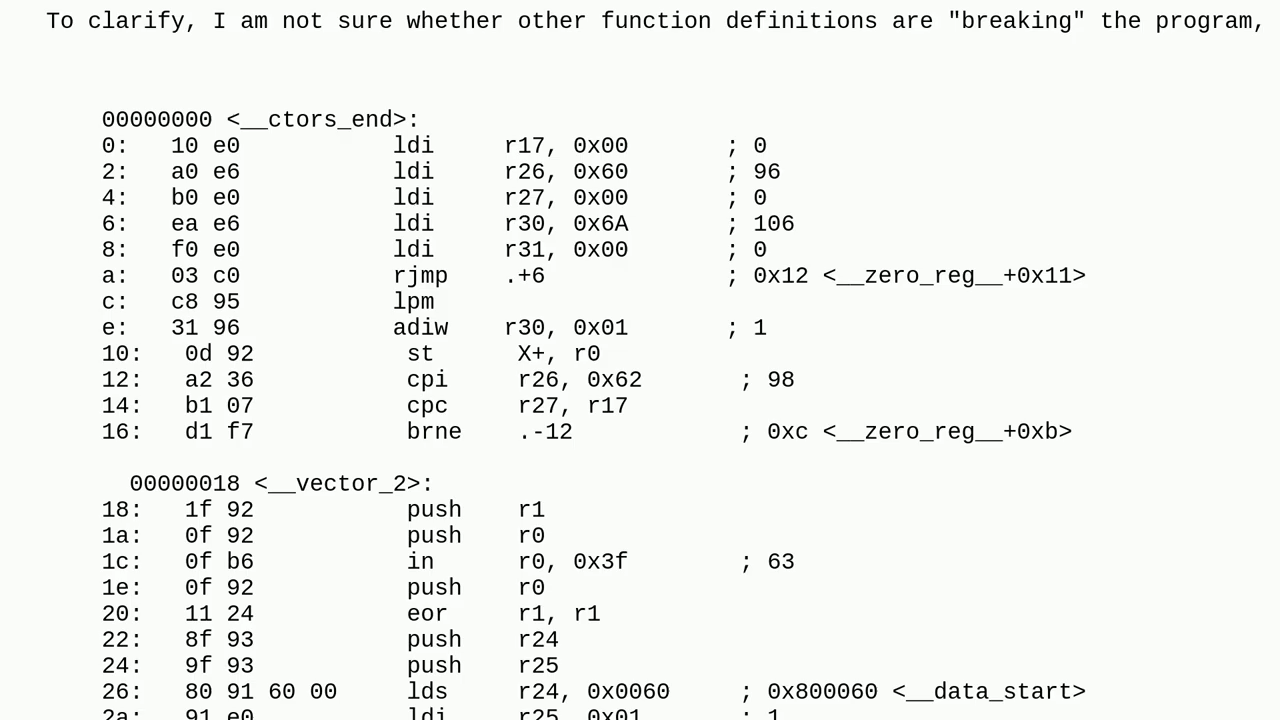 To clarify, I am not sure whether other function definitions are "breaking" the program,
00000000 <__ctors_end>:
0:   10 e0           ldi     r17, 0x00       ; 0
2:   a0 e6           ldi     r26, 0x60       ; 96
4:   b0 e0           ldi     r27, 0x00       ; 0
6:   ea e6           ldi     r30, 0x6A       ; 106
8:   f0 e0           ldi     r31, 0x00       ; 0
a:   03 c0           rjmp    .+6             ; 0x12 <__zero_reg__+0x11>
c:   c8 95           lpm
e:   31 96           adiw    r30, 0x01       ; 1
10:   0d 92           st      X+, r0
12:   a2 36           cpi     r26, 0x62       ; 98
14:   b1 07           cpc     r27, r17
16:   d1 f7           brne    .-12            ; 0xc <__zero_reg__+0xb>
00000018 <__vector_2>:
18:   1f 92           push    r1
1a:   0f 92           push    r0
1c:   0f b6           in      r0, 0x3f        ; 63
1e:   0f 92           push    r0
20:   11 24           eor     r1, r1
22:   8f 93           push    r24
24:   9f 93           push    r25
26:   80 91 60 00     lds     r24, 0x0060     ; 0x800060 <__data_start>
2a:   91 e0           ldi     r25, 0x01       ; 1